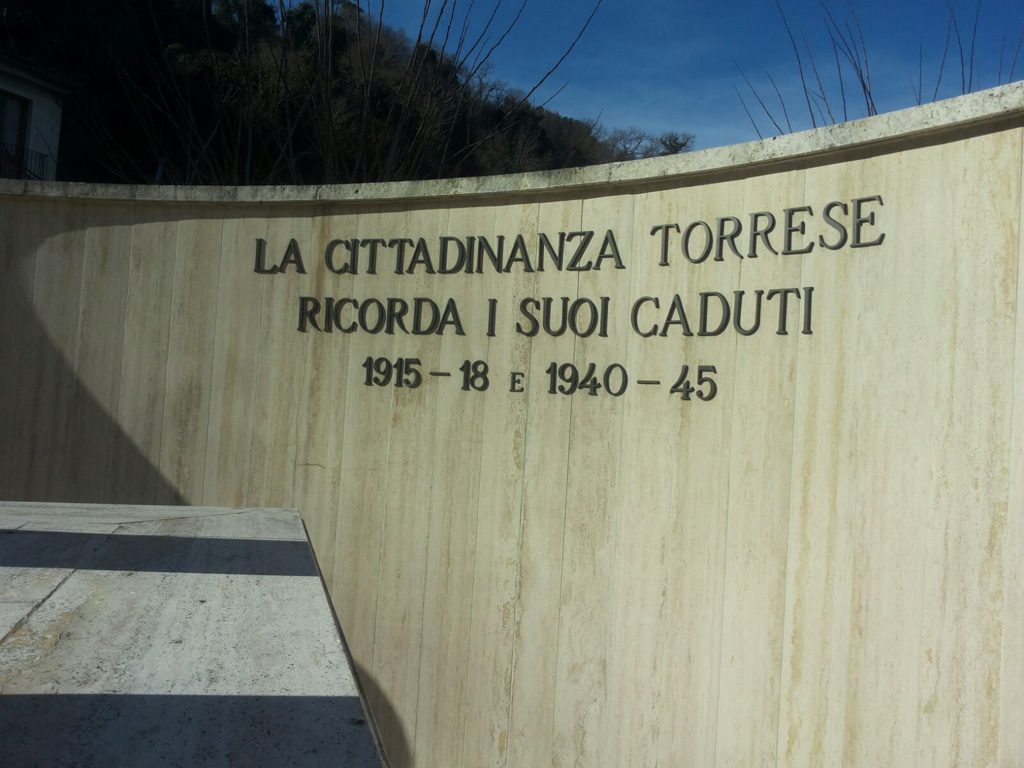 LA CITTADINANZA TORRESE
RICORDA I SUOI CADUTI
1915-18 E 1940-45